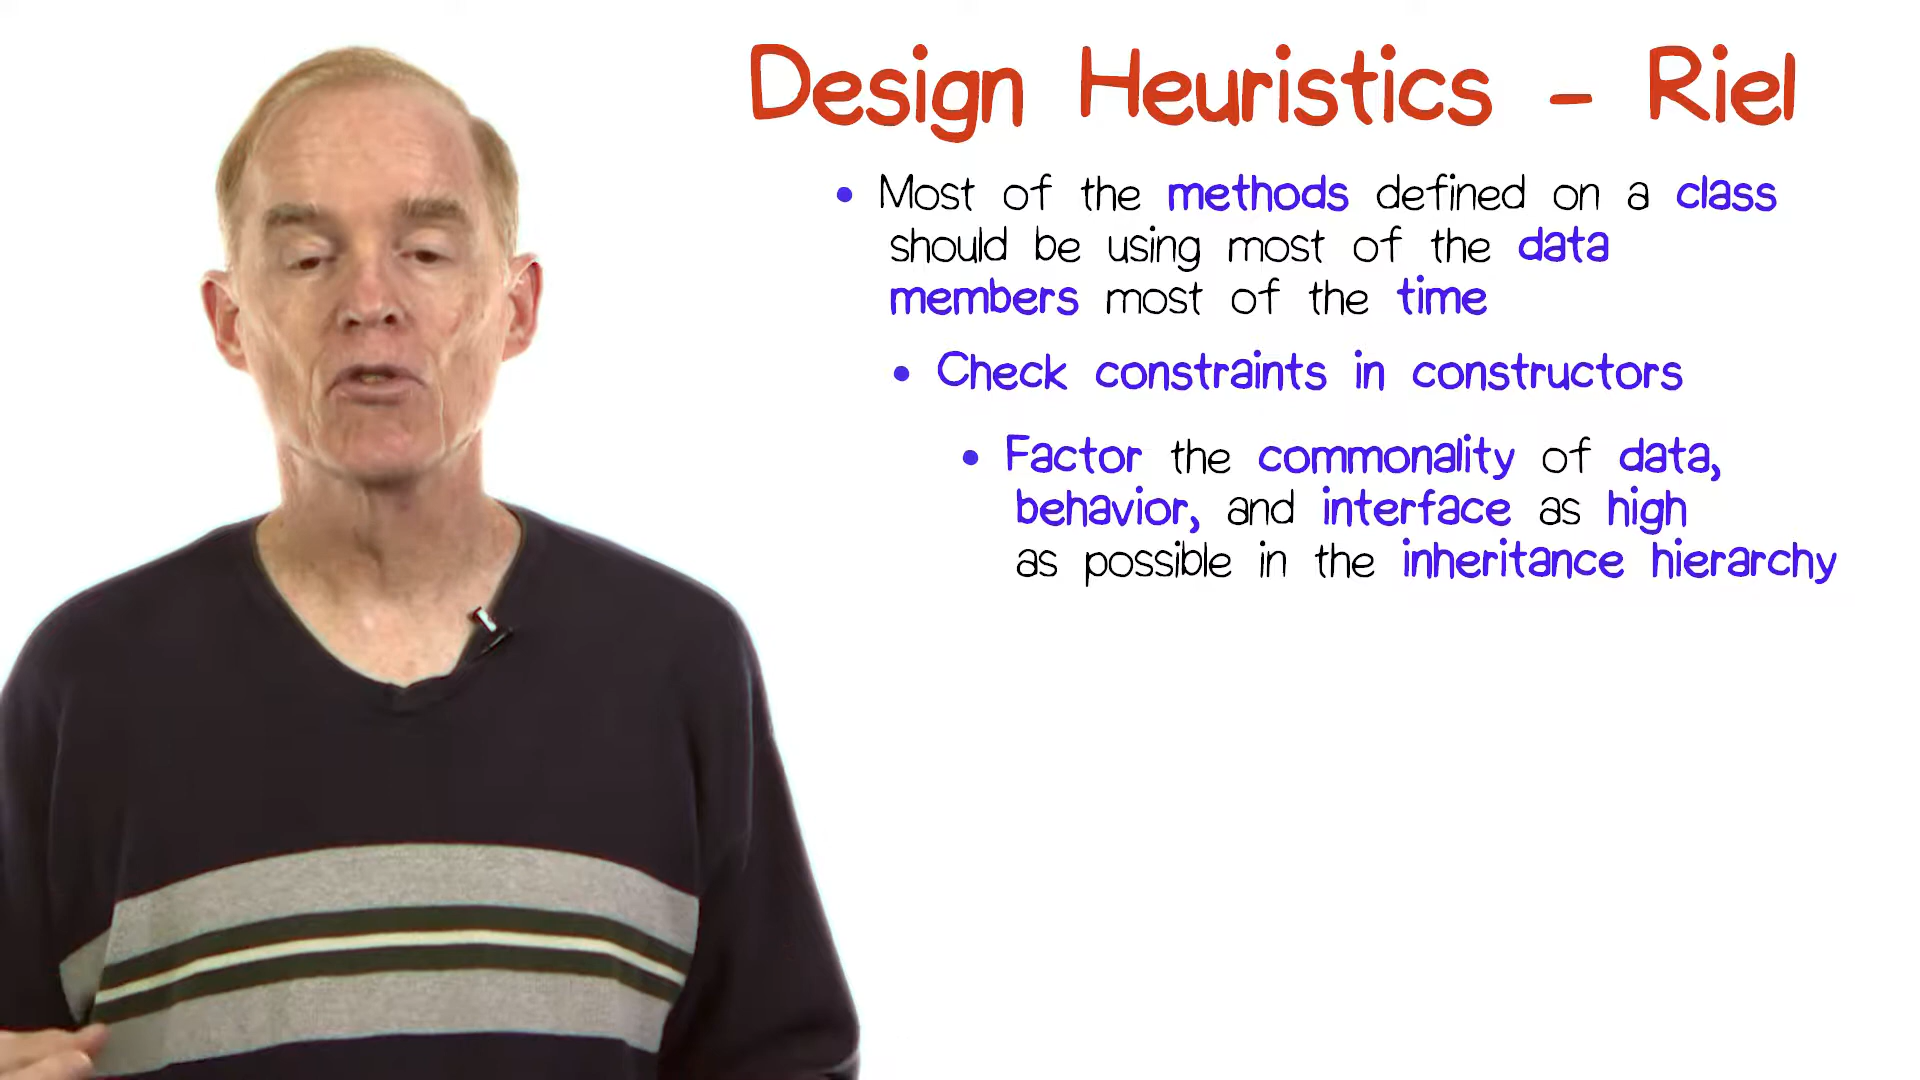 Design Heuristics - Riel
• Most of the methods defined on a class
should be using most of the data
members most of the time
• Check constraints in constructors
• Factor the commonality of data,
behavior, and interface as high
as possible in the inheritance hierarchy